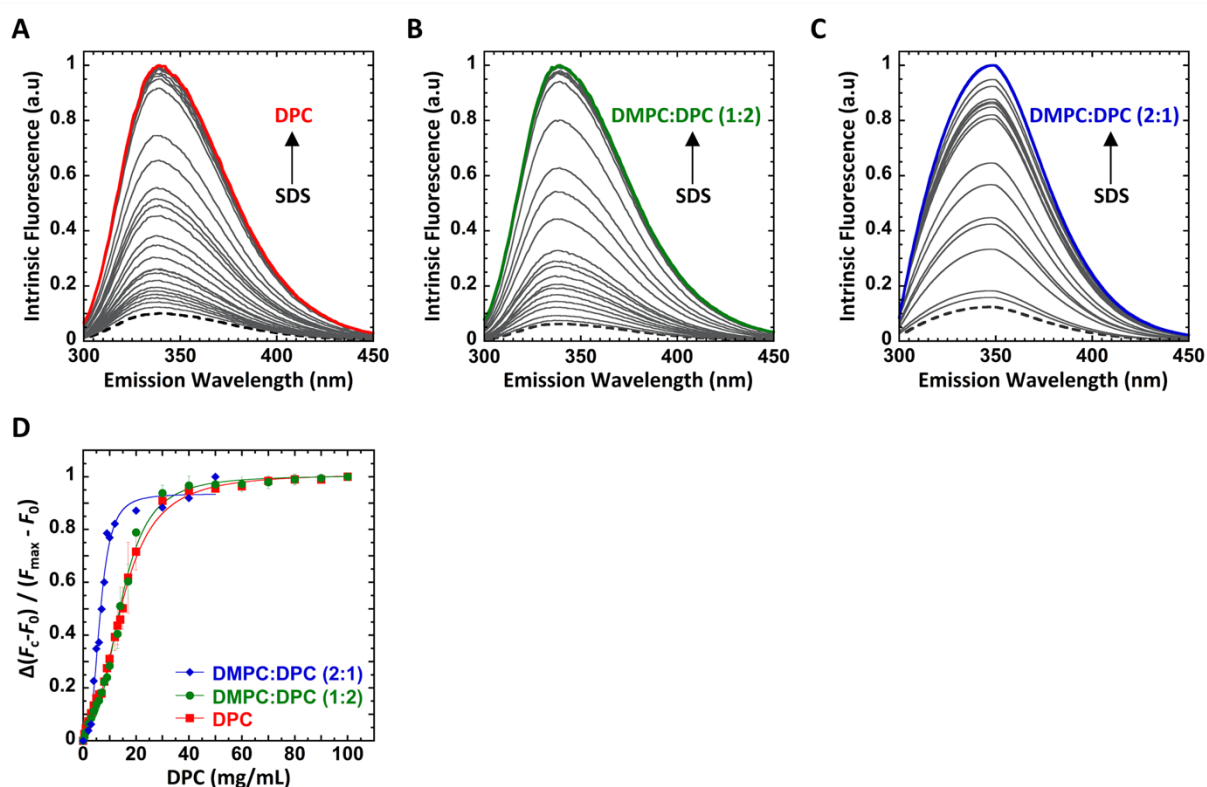 A
B
C
Intrinsic Fluorescence (a.u)
1
0.8
0.6
0.4
0.2
0
DPC
SDS
300
350
400
450
Emission Wavelength (nm)
Intrinsic Fluorescence (a.u)
1
0.8
0.6
0.4
0.2
0
DMPC:DPC (1:2)
SDS
300
350
400
450
Emission Wavelength (nm)
Intrinsic Fluorescence (a.u)
1
0.8
0.6
0.4
0.2
0
DMPC:DPC (2:1)
SDS
300
350
400
450
Emission Wavelength (nm)
D
Δ(Fc-F0) / (Fmax - F0)
1
0.8
0.6
0.4
0.2
0
DMPC:DPC (2:1)
DMPC:DPC (1:2)
DPC
0
20
40
60
80
100
DPC (mg/mL)